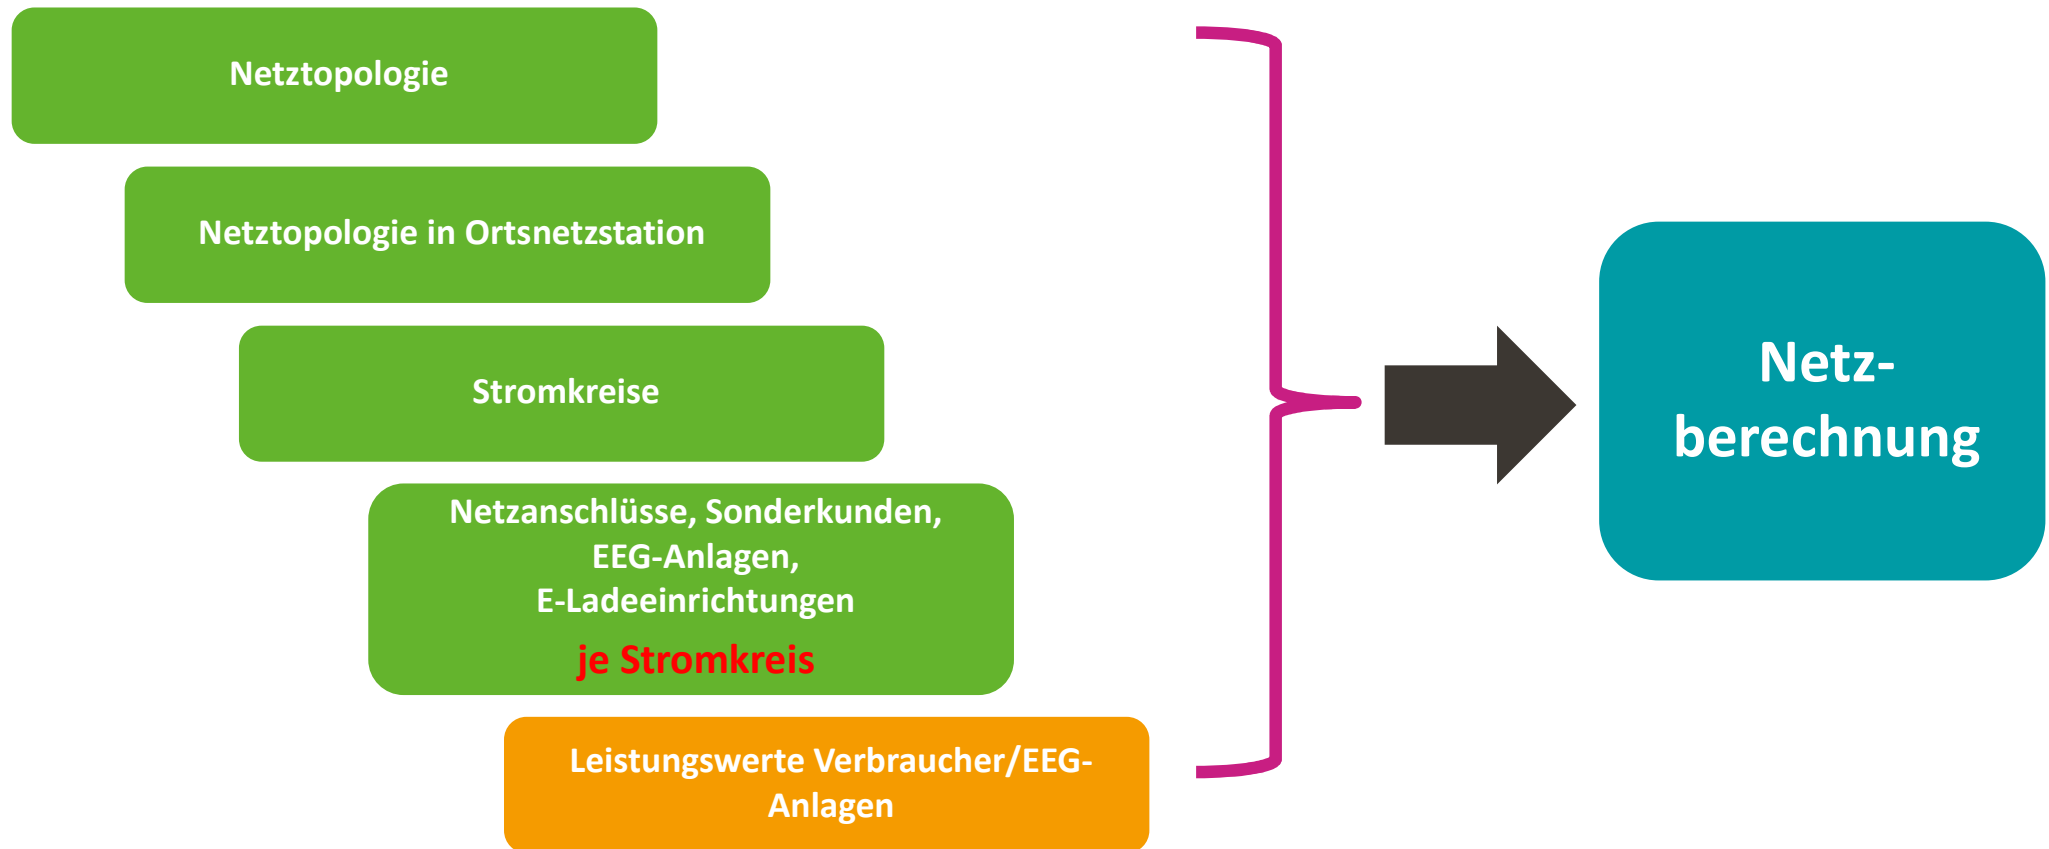 Netztopologie
Netztopologie in Ortsnetzstation
Stromkreise
Netzanschlüsse, Sonderkunden,
EEG-Anlagen,
E-Ladeeinrichtungen
je Stromkreis
Leistungswerte Verbraucher/EEG-
Anlagen
Netz-
berechnung